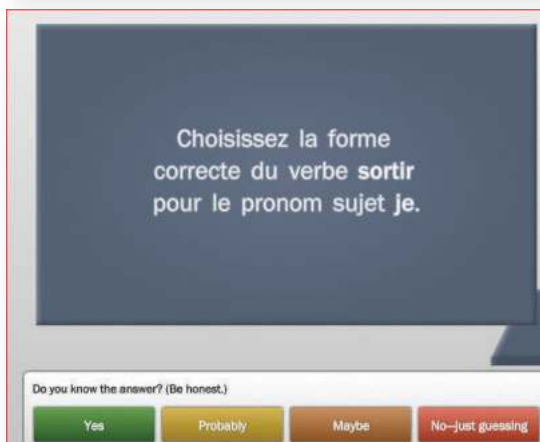 Choisissez la forme
correcte du verbe sortir
pour le pronom sujet je.
Do you know the answer? (Be honest.)
Yes
Probably
Maybe
No—just guessing